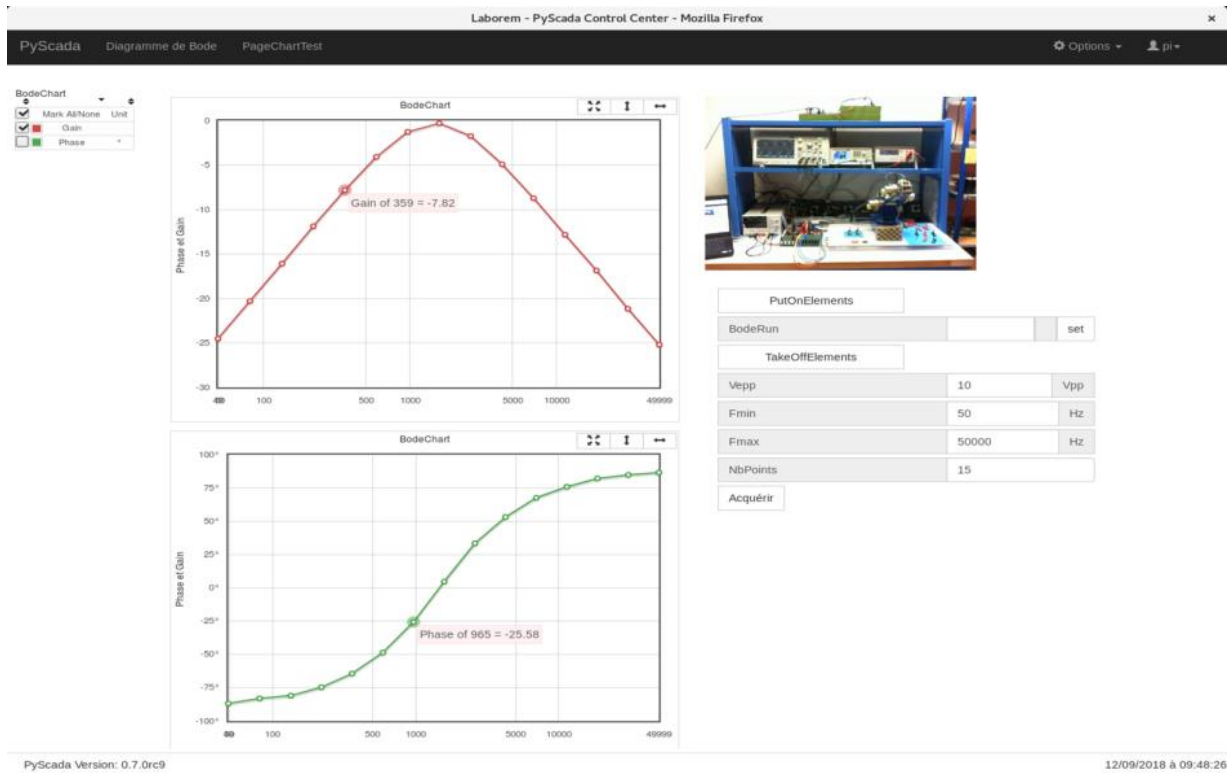 Laborem - PyScada Control Center - Mozilla Firefox ×
PyScada Diagramme de Bode PageChartTest Options pi
BodeChart
Mark All/None Unit
Gain
Phase °
BodeChart
Phase et Gain
0
-5
-10
-15
-20
-25
-30
Gain of 359 = -7.82
100 500 1000 5000 10000 49999
BodeChart
Phase et Gain
100°
75°
50°
25°
0°
-25°
-50°
-75°
-100°
Phase of 965 = -25.58
100 500 1000 5000 10000 49999
PutOnElements
BodeRun set
TakeOffElements
Vepp 10 Vpp
Fmin 50 Hz
Fmax 50000 Hz
NbPoints 15
Acquérir
PyScada Version: 0.7.0rc9 12/09/2018 à 09:48:26